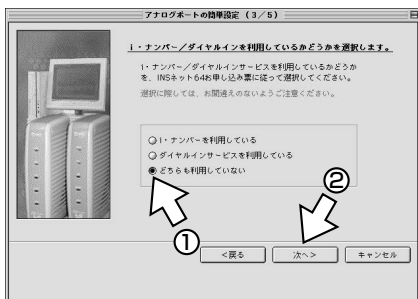 アナログポートの簡単設定 (3/5)
i・ナンバー/ダイヤルインを利用しているかどうかを選択します。
i・ナンバー/ダイヤルインサービスを利用しているかどうか
を、INSネット64お申し込み票に従って選択してください。
選択に際しては、お間違えのないようご注意ください。
i・ナンバーを利用している
ダイヤルインサービスを利用している
どちらも利用していない
①
②
<戻る
次へ>
キャンセル